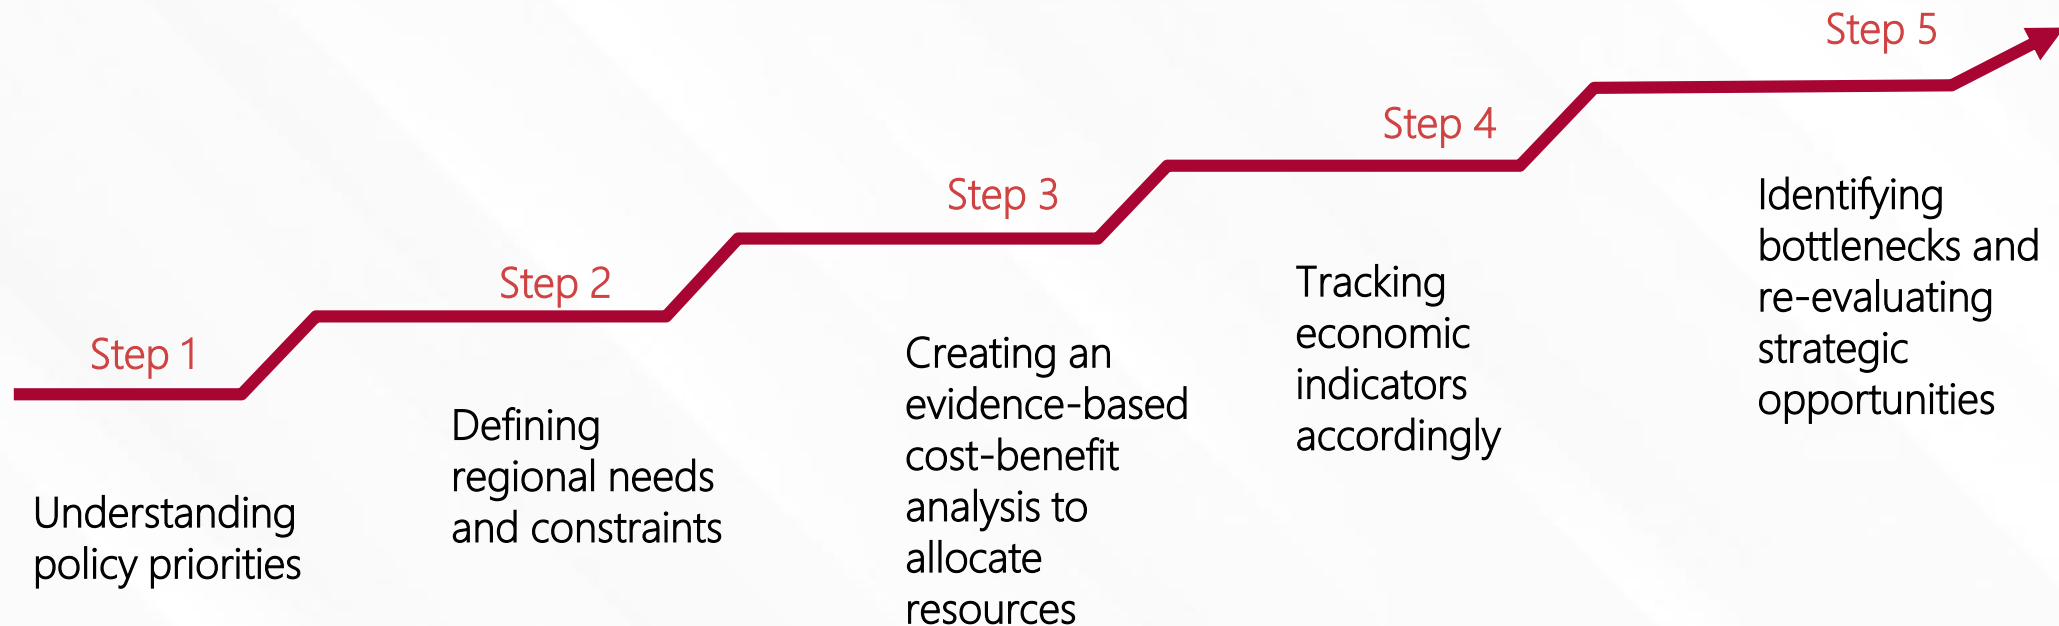 Step 1
Understanding
policy priorities
Step 2
Defining
regional needs
and constraints
Step 3
Creating an
evidence-based
cost-benefit
analysis to
allocate
resources
Step 4
Tracking
economic
indicators
accordingly
Step 5
Identifying
bottlenecks and
re-evaluating
strategic
opportunities